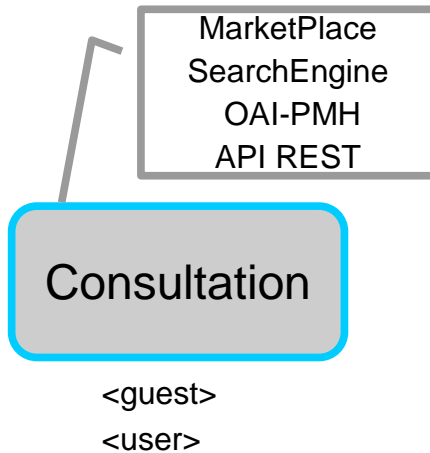 MarketPlace
SearchEngine
OAI-PMH
API REST
Consultation
<guest>
<user>